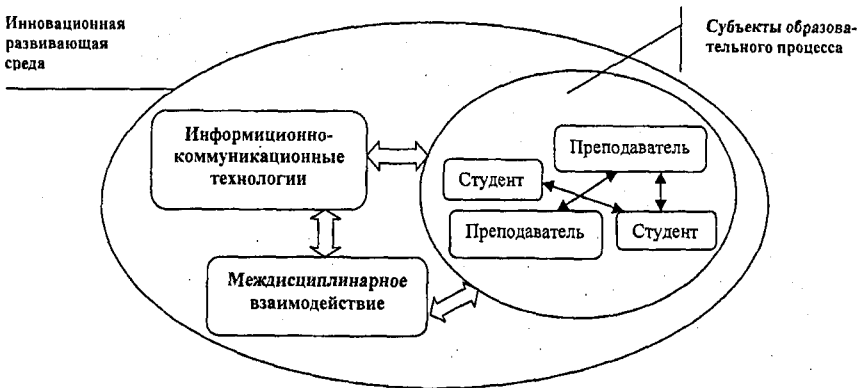 Инновационная
развивающая
среда
Субъекты образова-
тельного процесса
Информиционно-
коммуникационные
технологии
Преподаватель
Студент
Преподаватель
Студент
Междисциплинарное
взаимодействие